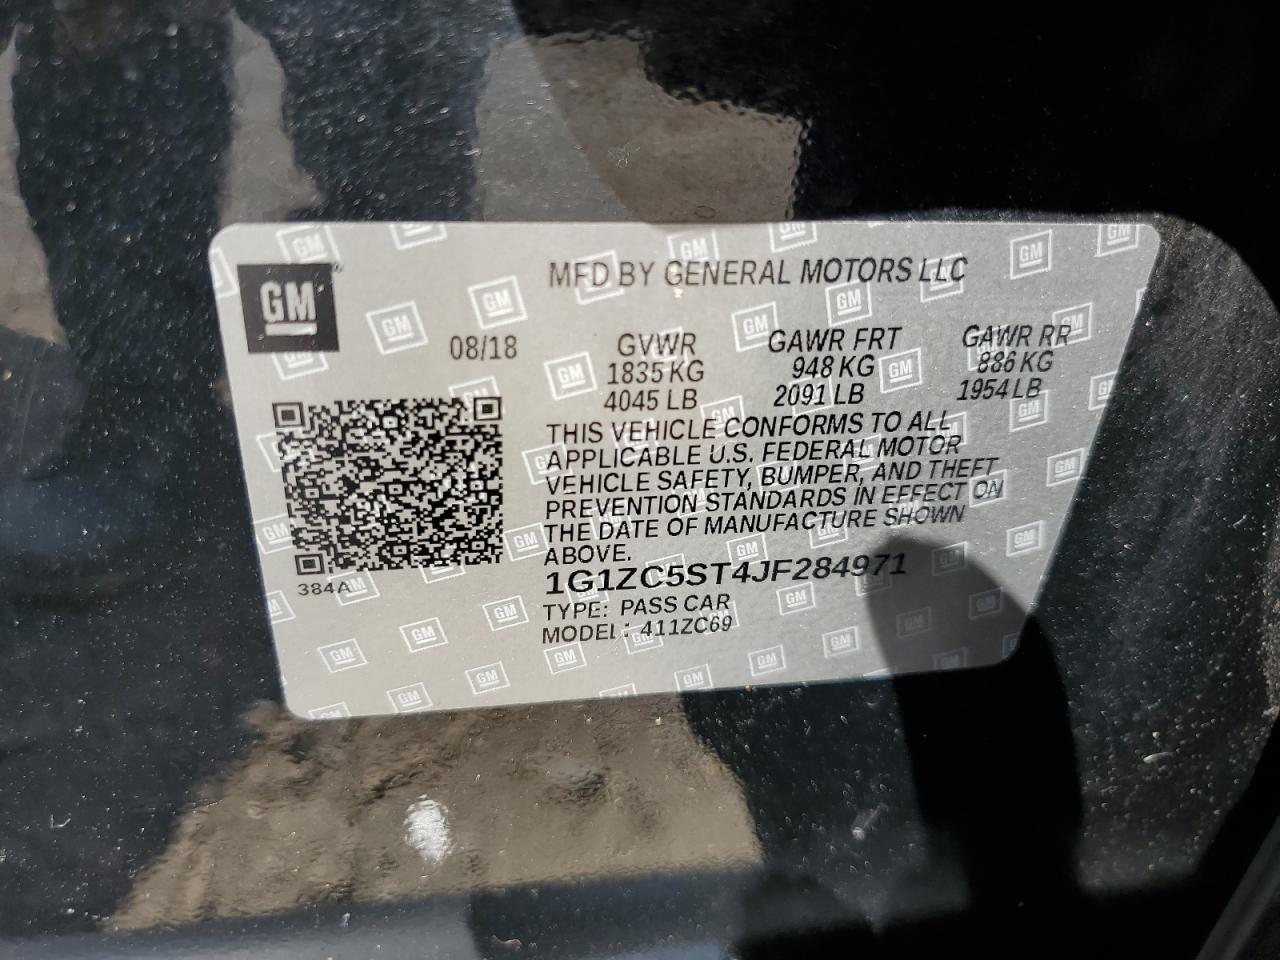 GM
MFD BY GENERAL MOTORS LLC
08/18 GVWR GAWR FRT GAWR RR
1835 KG 948 KG 886 KG
4045 LB 2091 LB 1954 LB
THIS VEHICLE CONFORMS TO ALL
APPLICABLE U.S. FEDERAL MOTOR
VEHICLE SAFETY, BUMPER, AND THEFT
PREVENTION STANDARDS IN EFFECT ON
THE DATE OF MANUFACTURE SHOWN
ABOVE.
1G1ZC5ST4JF284971
384A
TYPE: PASS CAR
MODEL: 411ZC69